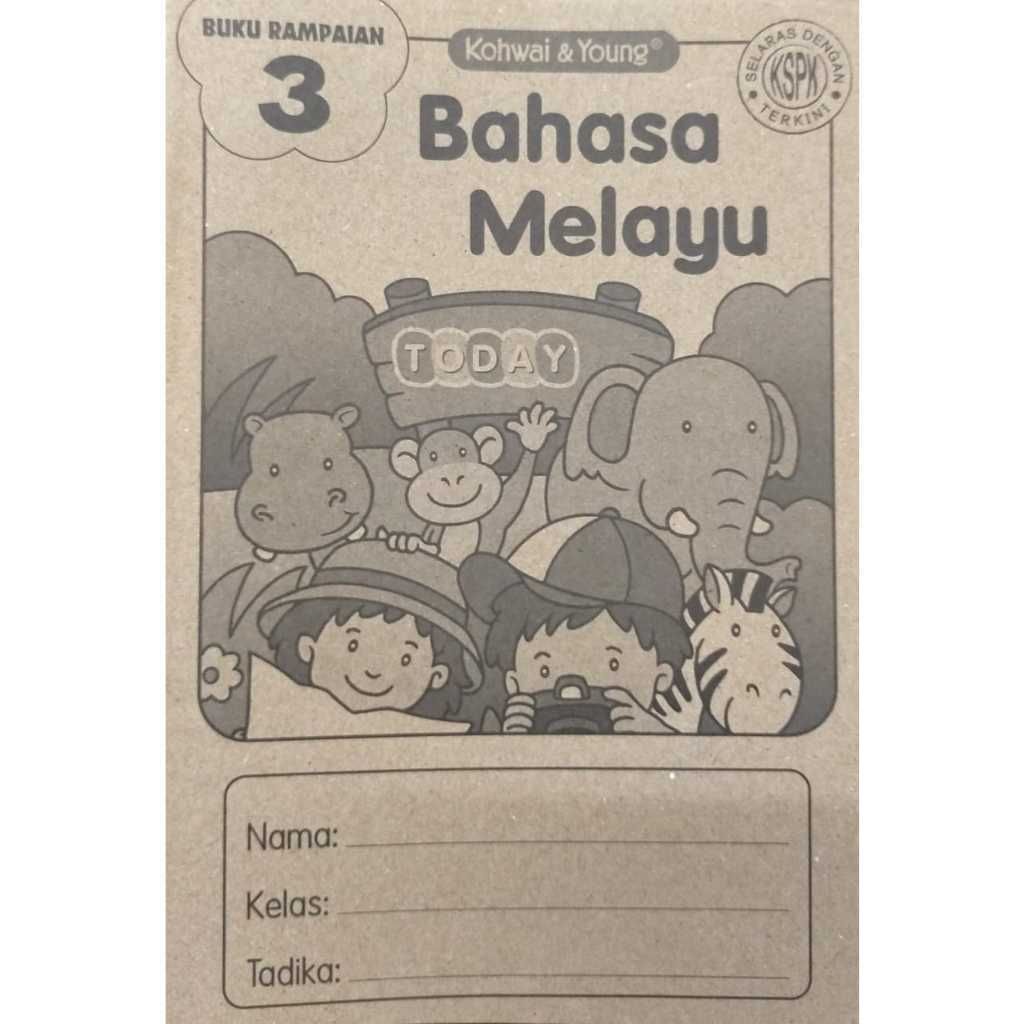 BUKU RAMPAIAN
3
Kohwai & Young®
SELARAS DENGAN
KSPK
TERKINI
Bahasa
Melayu
TODAY
Nama:
Kelas:
Tadika: